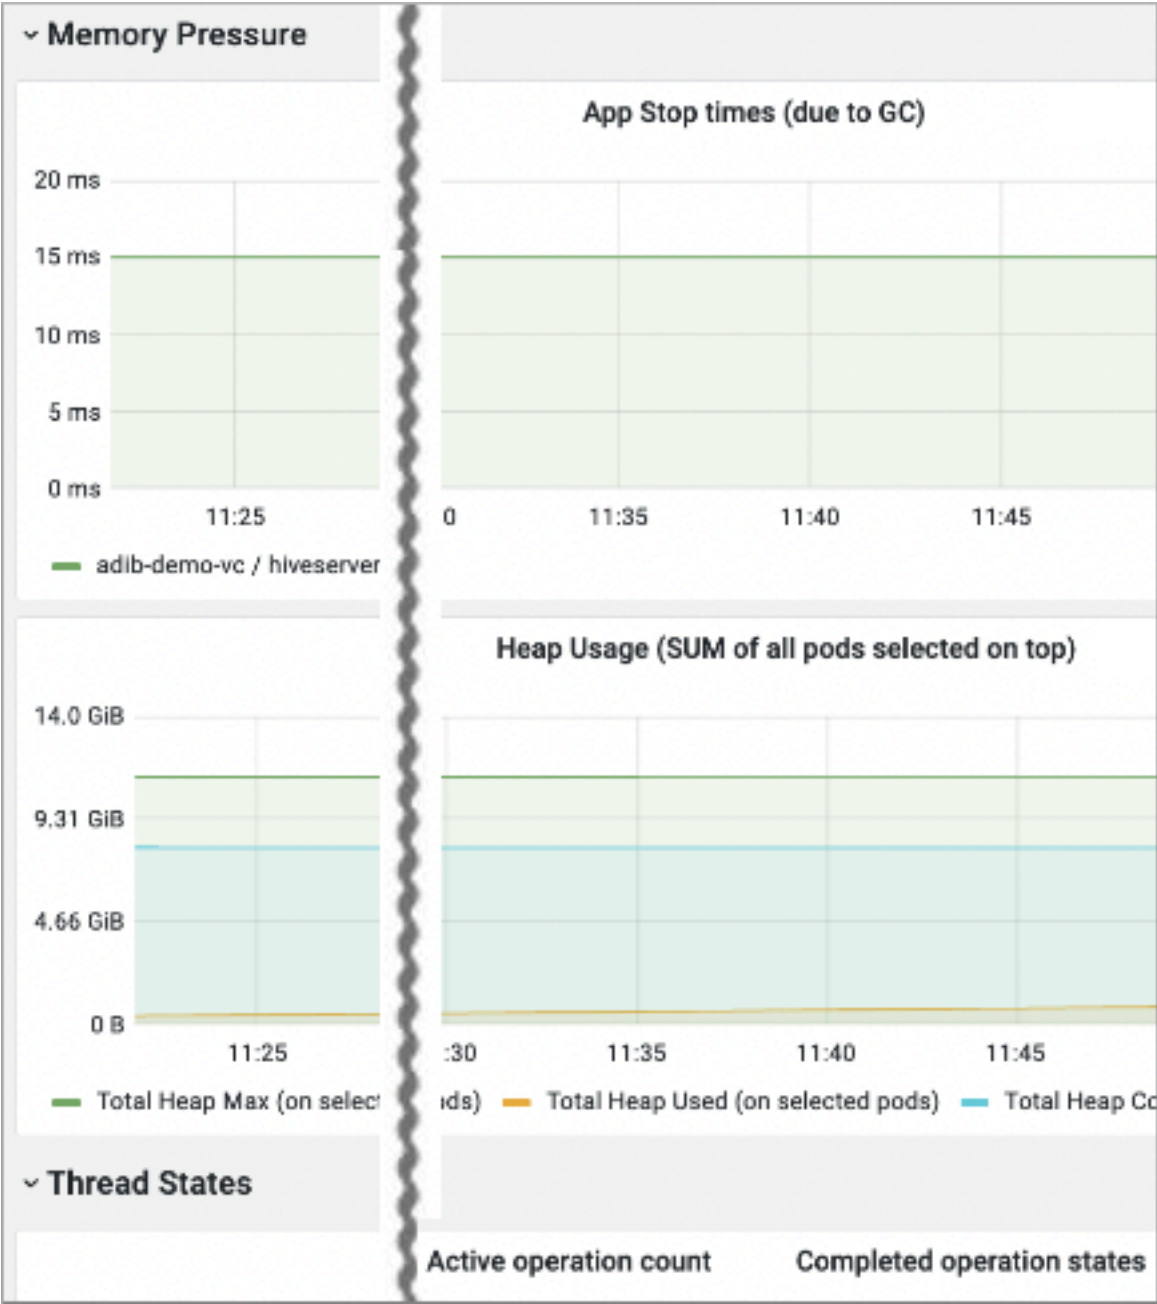 Memory Pressure
App Stop times (due to GC)
20 ms
15 ms
10 ms
5 ms
0 ms
11:25 0 11:35 11:40 11:45
adib-demo-vc / hiveserver
Heap Usage (SUM of all pods selected on top)
14.0 GiB
9.31 GiB
4.66 GiB
0 B
11:25 :30 11:35 11:40 11:45
Total Heap Max (on select ods) Total Heap Used (on selected pods) Total Heap Co
Thread States
Active operation count Completed operation states